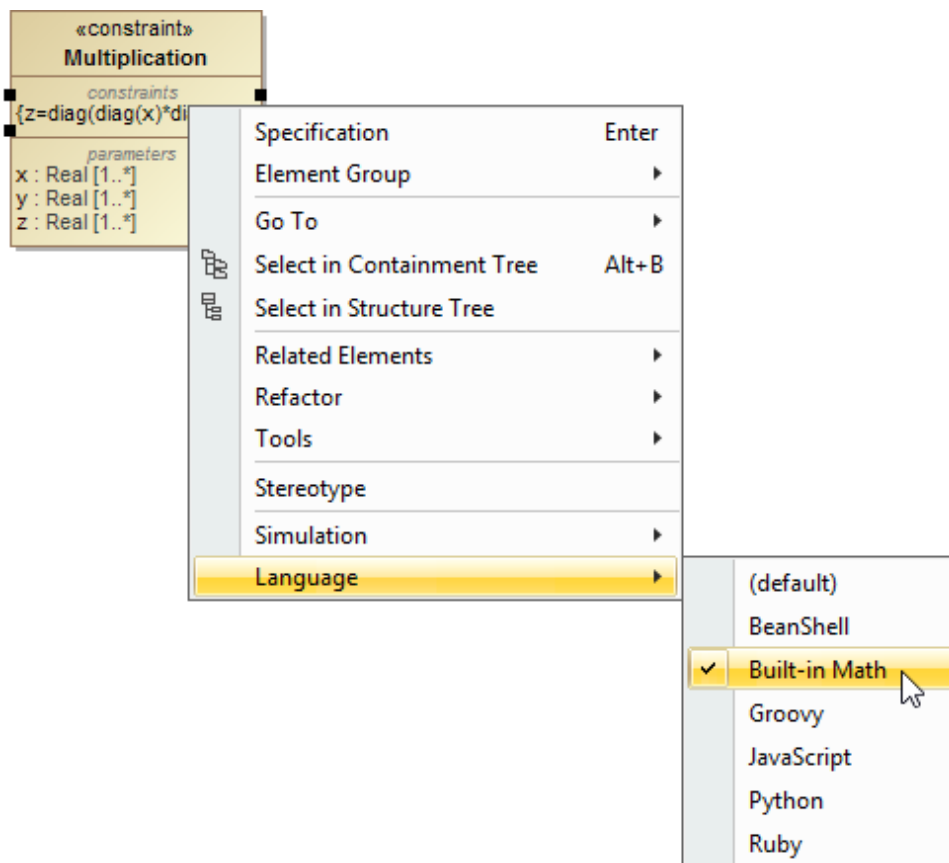 «constraint»
Multiplication
constraints
{z=diag(diag(x)*di
parameters
x : Real [1..*]
y : Real [1..*]
z : Real [1..*]
Specification Enter
Element Group
Go To
Select in Containment Tree Alt+B
Select in Structure Tree
Related Elements
Refactor
Tools
Stereotype
Simulation
Language
(default)
BeanShell
Built-in Math
Groovy
JavaScript
Python
Ruby